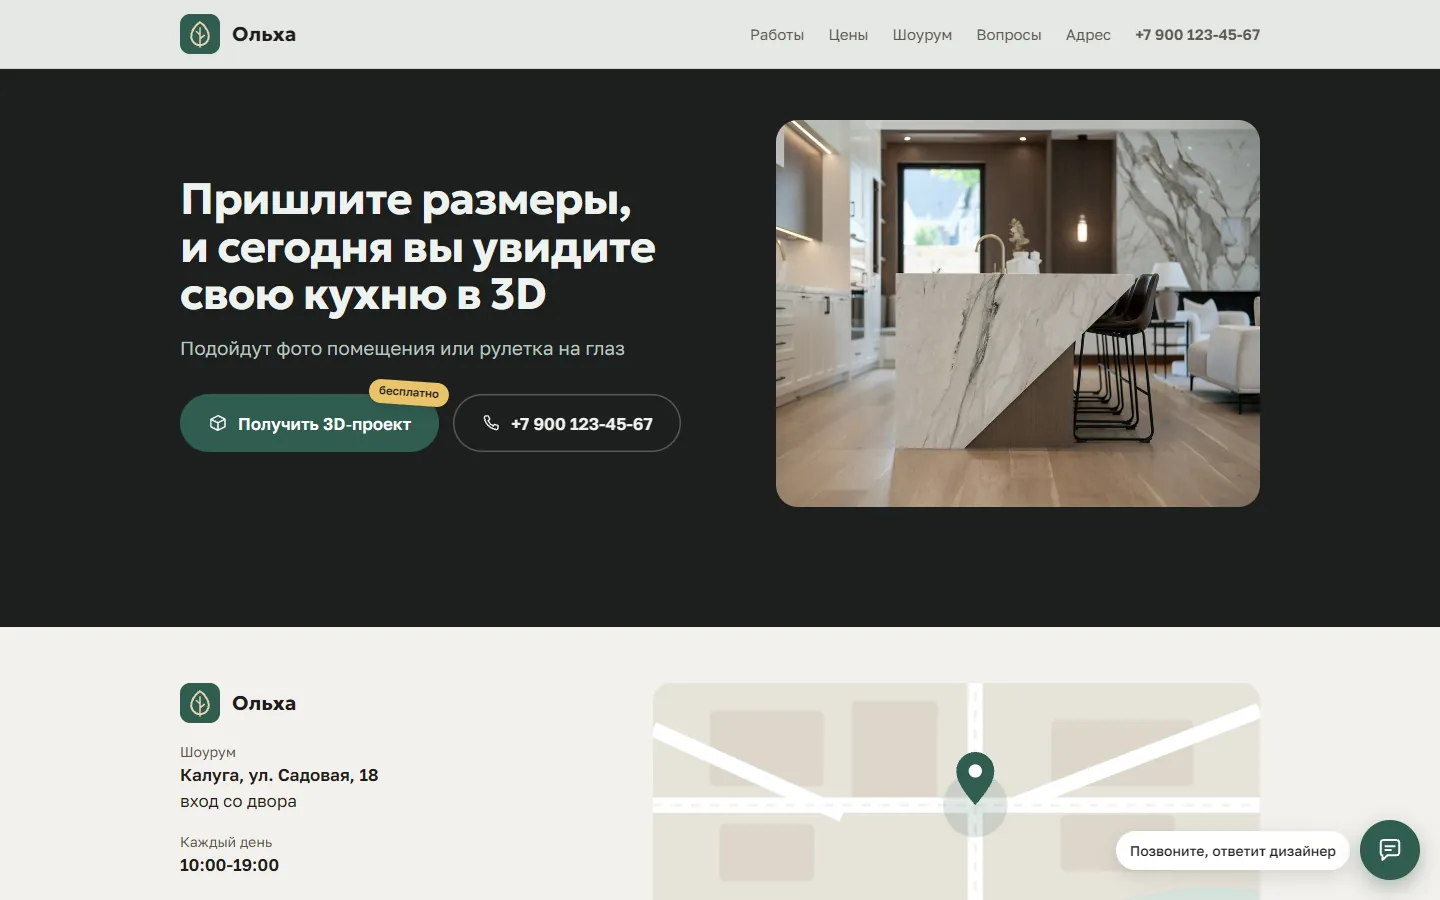 Ольха
Работы
Цены
Шоурум
Вопросы
Адрес
+7 900 123-45-67
Пришлите размеры,
и сегодня вы увидите
свою кухню в 3D
Подойдут фото помещения или рулетка на глаз
бесплатно
Получить 3D-проект
+7 900 123-45-67
Ольха
Шоурум
Калуга, ул. Садовая, 18
вход со двора
Каждый день
10:00-19:00
Позвоните, ответит дизайнер